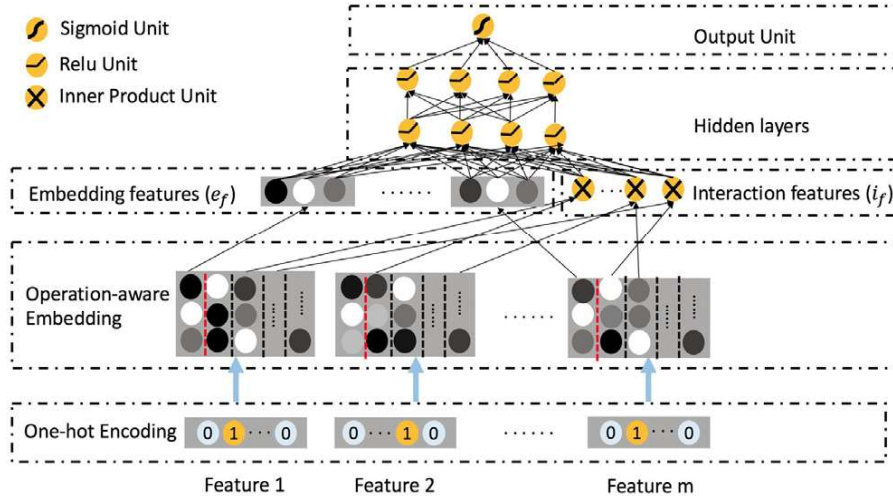 Sigmoid Unit
Relu Unit
Inner Product Unit
Output Unit
Hidden layers
Embedding features (e_f)
Interaction features (i_f)
Operation-aware
Embedding
One-hot Encoding
0 1 ···· 0
0 ··· 1 0
0 1 ···· 0
Feature 1
Feature 2
Feature m